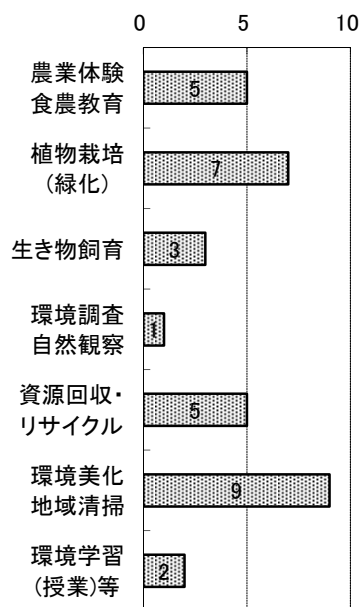 0 5 10
農業体験
食農教育
5
植物栽培
(緑化)
7
生き物飼育
3
環境調査
自然観察
1
資源回収・
リサイクル
5
環境美化
地域清掃
9
環境学習
(授業)等
2